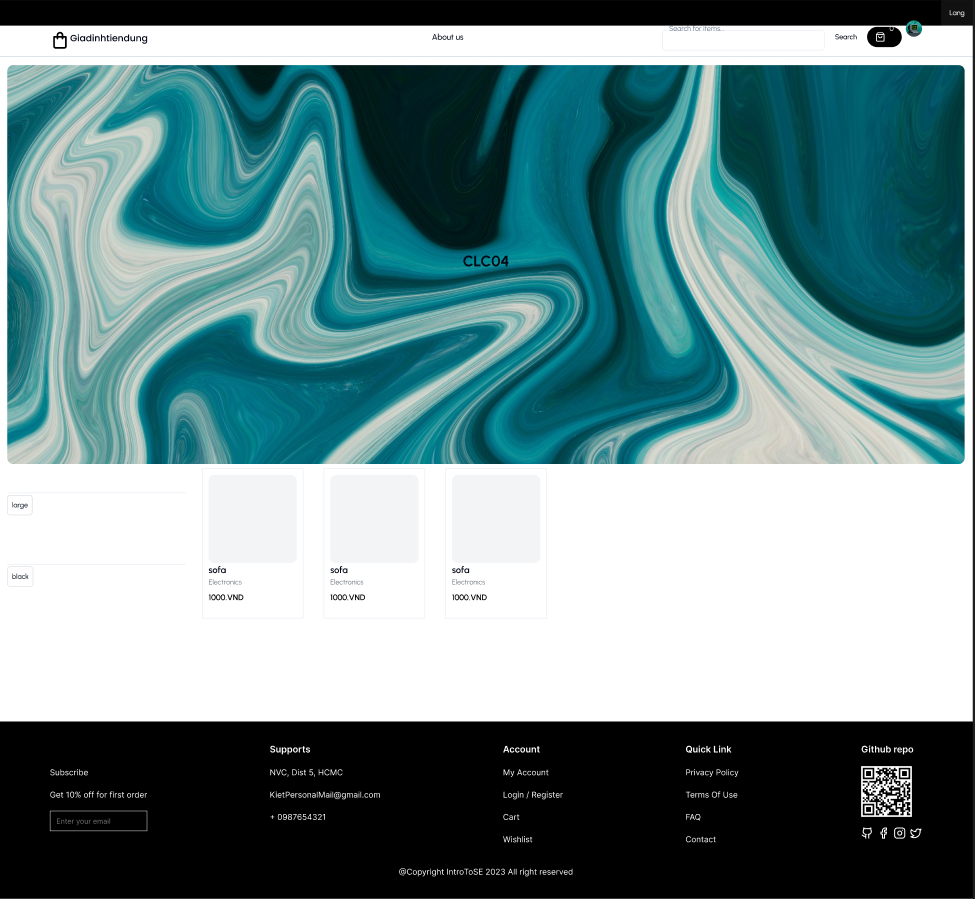 Lang
Giadinhtiendung
About us
Search for items...
Search
0
CLC04
large
black
sofa
Electronics
1000.VND
sofa
Electronics
1000.VND
sofa
Electronics
1000.VND
Subscribe
Get 10% off for first order
Enter your email
Supports
NVC, Dist 5, HCMC
KietPersonalMail@gmail.com
+ 0987654321
Account
My Account
Login / Register
Cart
Wishlist
Quick Link
Privacy Policy
Terms Of Use
FAQ
Contact
Github repo
@Copyright IntroToSE 2023 All right reserved